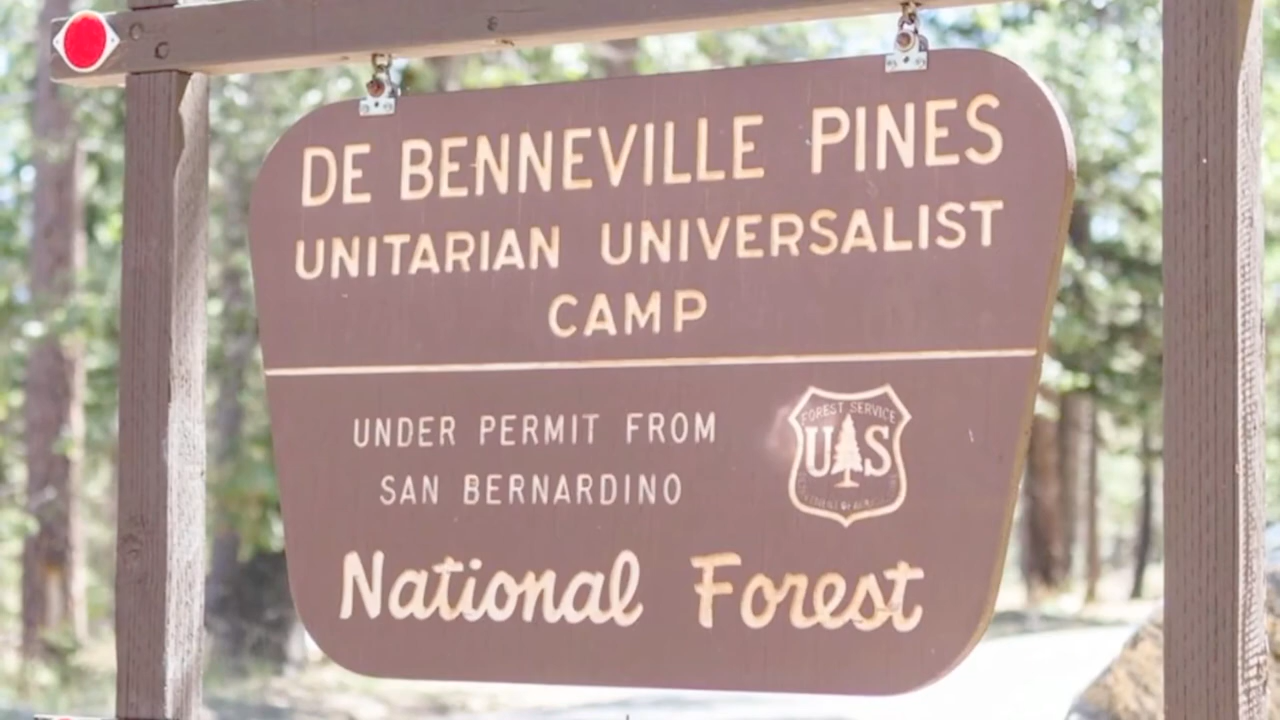 DE BENNEVILLE PINES
UNITARIAN UNIVERSALIST
CAMP
UNDER PERMIT FROM
SAN BERNARDINO
FOREST SERVICE
US
National Forest